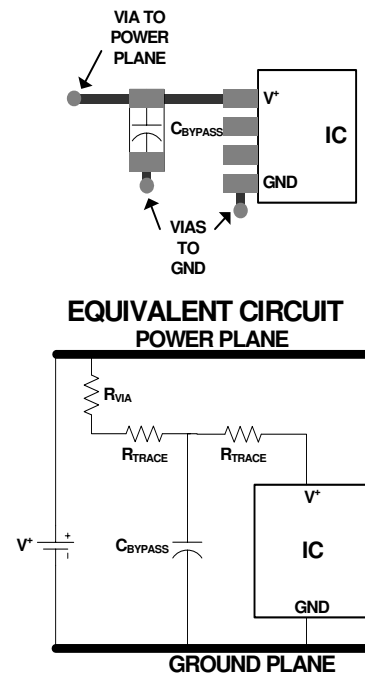 VIA TO
POWER
PLANE
V+
CBYPASS
IC
GND
VIAS
TO
GND
EQUIVALENT CIRCUIT
POWER PLANE
RVIA
RTRACE
RTRACE
V+
V+
+
-
CBYPASS
IC
GND
GROUND PLANE